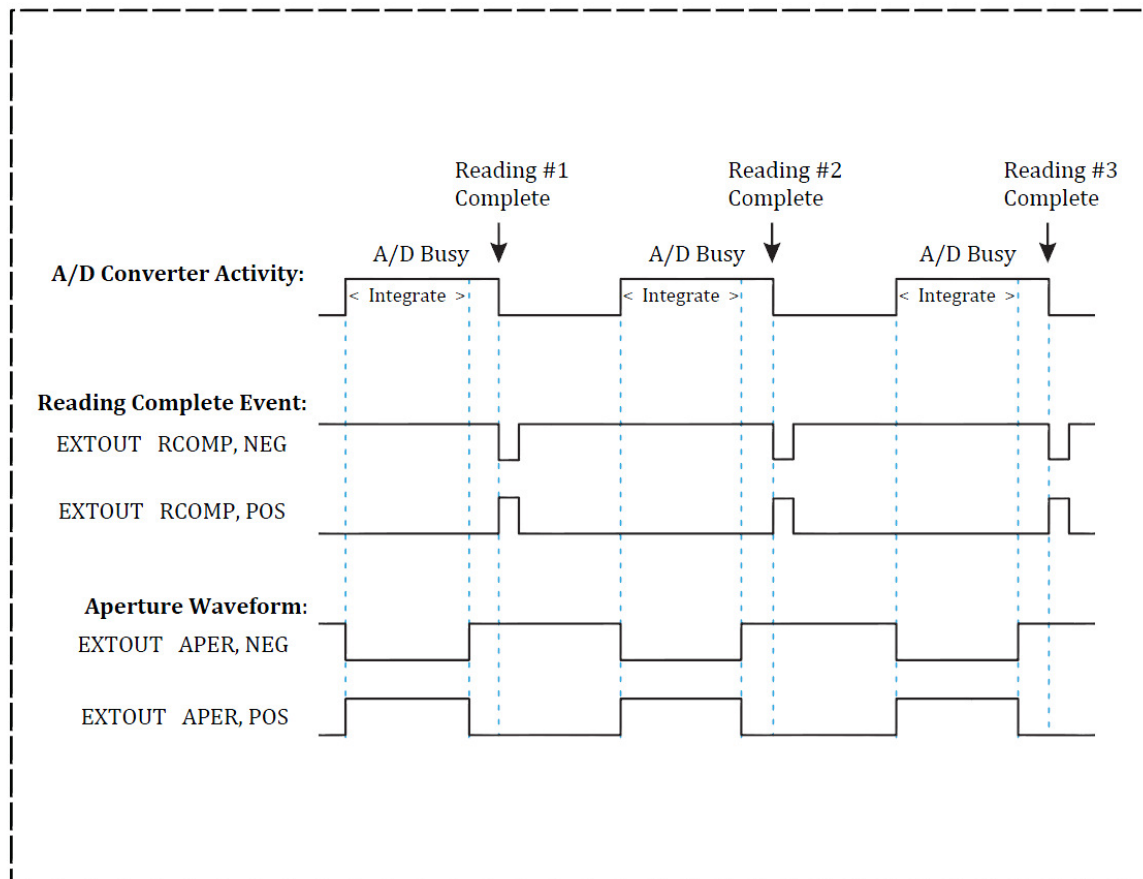 Reading #1
Complete
Reading #2
Complete
Reading #3
Complete
A/D Converter Activity:
A/D Busy
A/D Busy
A/D Busy
< Integrate >
< Integrate >
< Integrate >
Reading Complete Event:
EXTOUT RCOMP, NEG
EXTOUT RCOMP, POS
Aperture Waveform:
EXTOUT APER, NEG
EXTOUT APER, POS